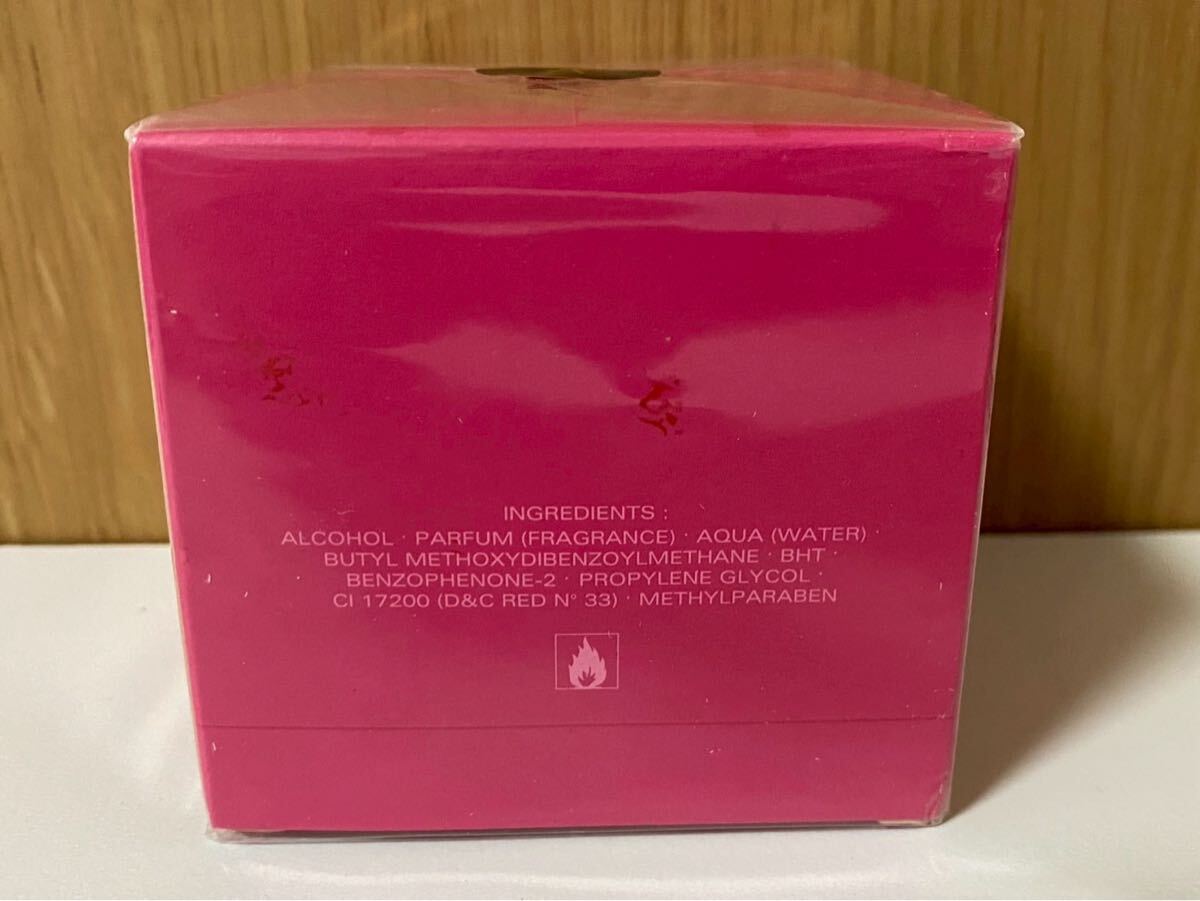 INGREDIENTS :
ALCOHOL · PARFUM (FRAGRANCE) · AQUA (WATER) ·
BUTYL METHOXYDIBENZOYLMETHANE · BHT ·
BENZOPHENONE-2 · PROPYLENE GLYCOL ·
CI 17200 (D&C RED N° 33) · METHYLPARABEN